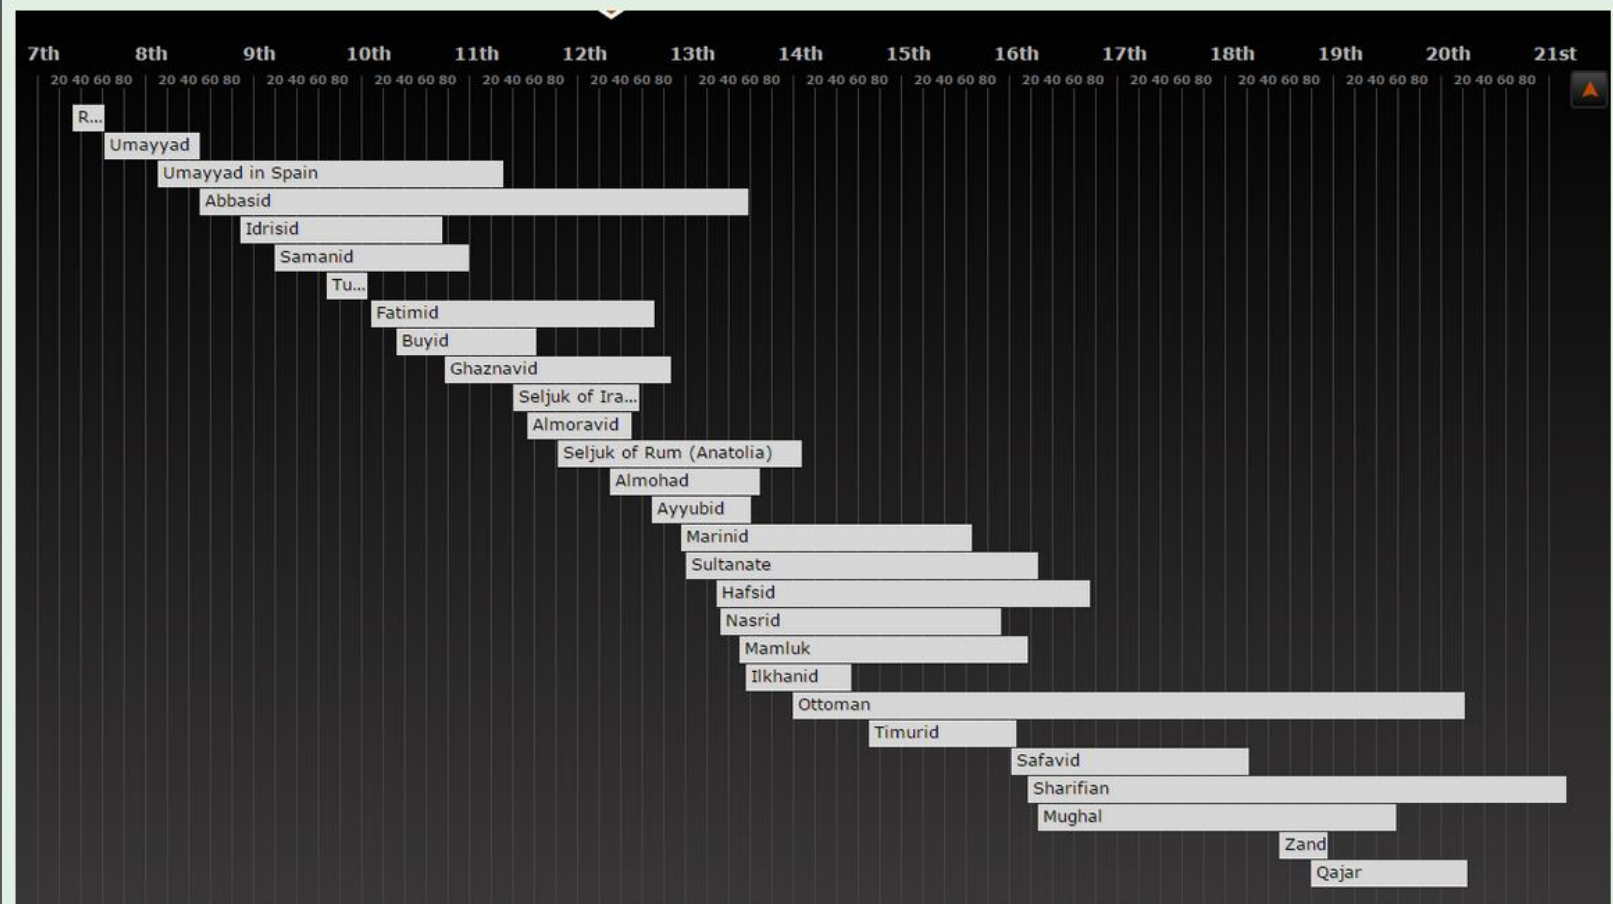 7th 8th 9th 10th 11th 12th 13th 14th 15th 16th 17th 18th 19th 20th 21st
20 40 60 80 20 40 60 80 20 40 60 80 20 40 60 80 20 40 60 80 20 40 60 80 20 40 60 80 20 40 60 80 20 40 60 80 20 40 60 80 20 40 60 80 20 40 60 80 20 40 60 80 20 40 60 80
R...
Umayyad
Umayyad in Spain
Abbasid
Idrisid
Samanid
Tu...
Fatimid
Buyid
Ghaznavid
Seljuk of Ira...
Almoravid
Seljuk of Rum (Anatolia)
Almohad
Ayyubid
Marinid
Sultanate
Hafsid
Nasrid
Mamluk
Ilkhanid
Ottoman
Timurid
Safavid
Sharifian
Mughal
Zand
Qajar